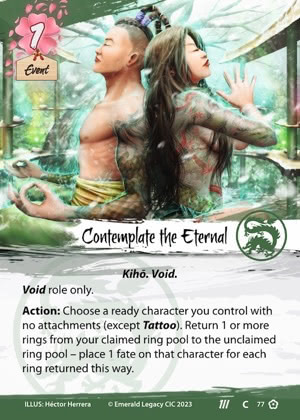 1
Event
Contemplate the Eternal
Kihō. Void.
Void role only.
Action: Choose a ready character you control with
no attachments (except Tattoo). Return 1 or more
rings from your claimed ring pool to the unclaimed
ring pool – place 1 fate on that character for each
ring returned this way.
ILLUS: Héctor Herrera © Emerald Legacy CIC 2023 C 77